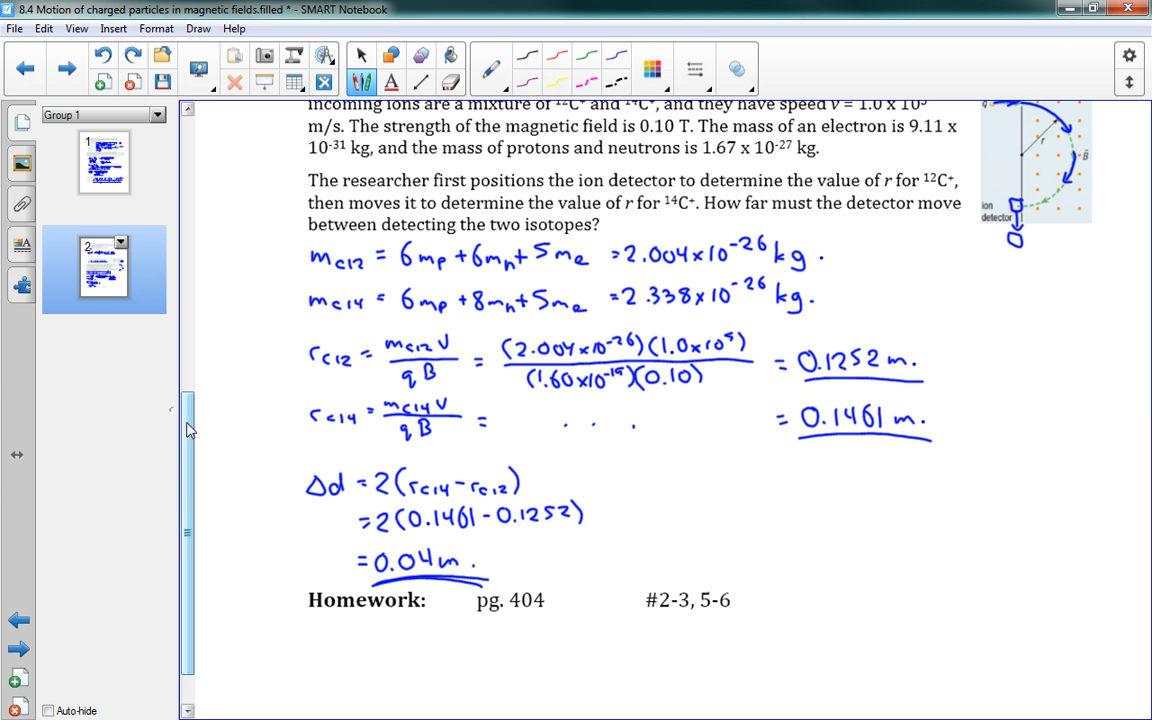 8.4 Motion of charged particles in magnetic fields.filled * - SMART Notebook
File Edit View Insert Format Draw Help
Group 1
1
2
incoming ions are a mixture of ¹²C⁺ and ¹⁴C⁺, and they have speed v = 1.0 x 10⁵
m/s. The strength of the magnetic field is 0.10 T. The mass of an electron is 9.11 x
10⁻³¹ kg, and the mass of protons and neutrons is 1.67 x 10⁻²⁷ kg.
The researcher first positions the ion detector to determine the value of r for ¹²C⁺,
then moves it to determine the value of r for ¹⁴C⁺. How far must the detector move
between detecting the two isotopes?
q
r
B
ion
detector
mC12 = 6mp+6mn+5me = 2.004×10⁻²⁶ kg.
mC14 = 6mp+8mn+5me = 2.338×10⁻²⁶ kg.
rC12 = mC12 V / qB = (2.004×10⁻²⁶)(1.0×10⁵) / (1.60×10⁻¹⁹)(0.10) = 0.1252 m.
rC14 = mC14 V / qB = . . . = 0.1461 m.
Δd = 2(rC14 - rC12)
= 2(0.1461 - 0.1252)
= 0.04m.
Homework: pg. 404 #2-3, 5-6
Auto-hide